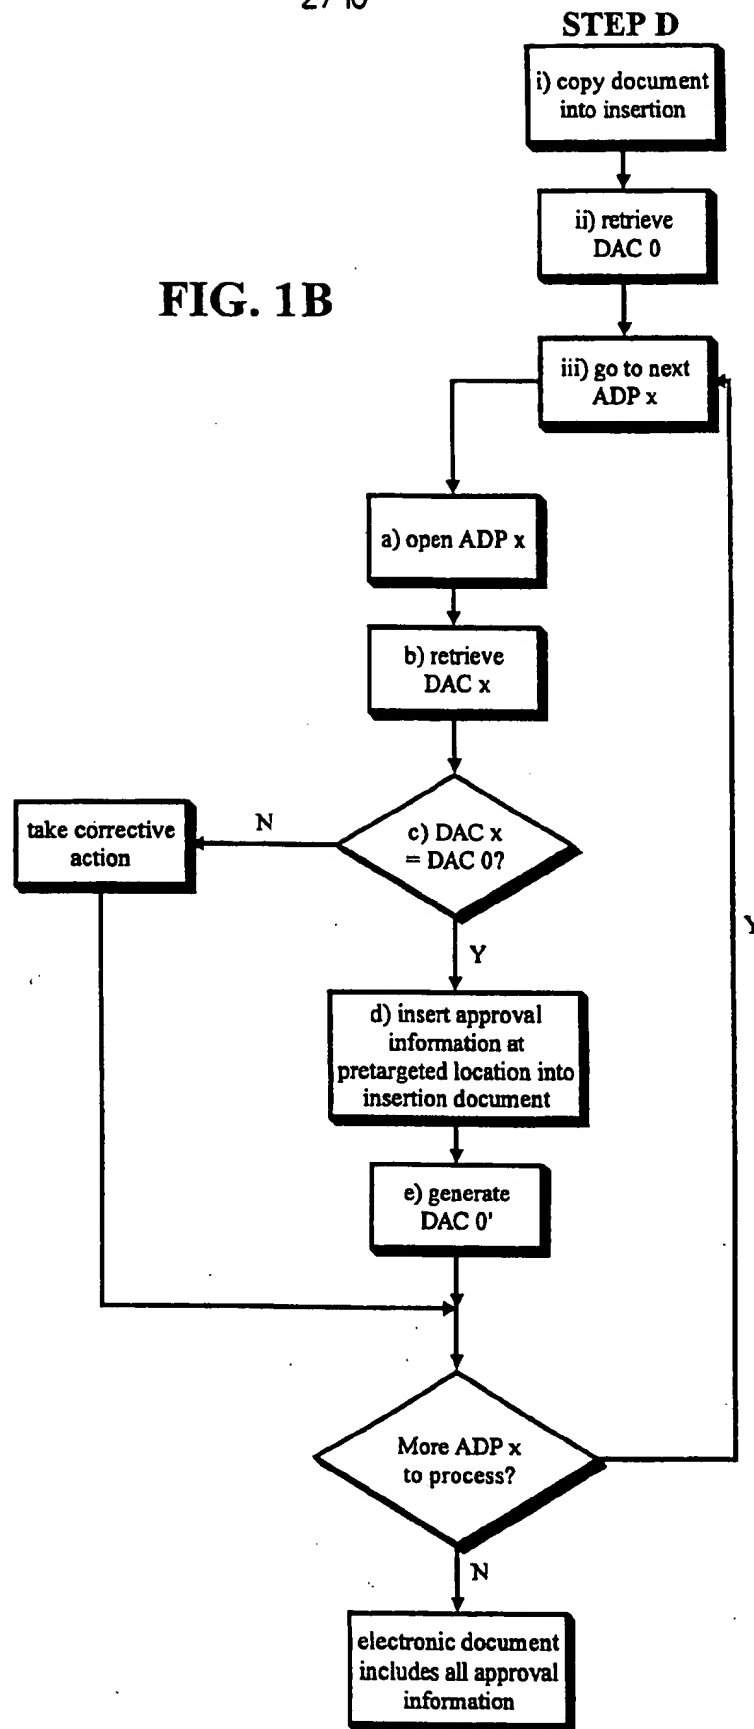 STEP D
i) copy document
into insertion
ii) retrieve
DAC 0
FIG. 1B
iii) go to next
ADP x
a) open ADP x
b) retrieve
DAC x
c) DAC x
= DAC 0?
N
take corrective
action
Y
Y
d) insert approval
information at
pretargeted location into
insertion document
e) generate
DAC 0'
More ADP x
to process?
N
electronic document
includes all approval
information